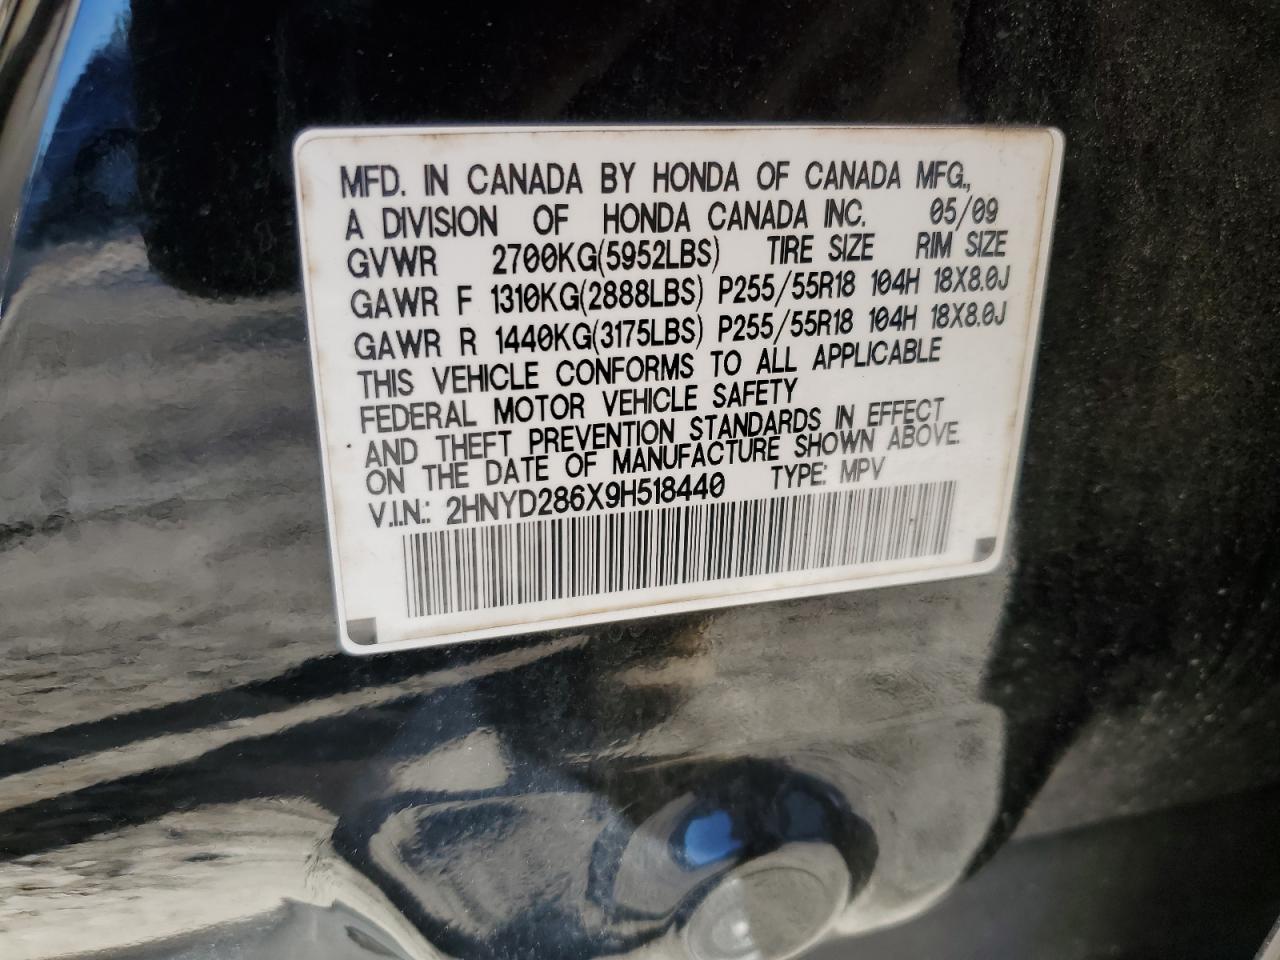 MFD. IN CANADA BY HONDA OF CANADA MFG.,
A DIVISION OF HONDA CANADA INC. 05/09
GVWR 2700KG(5952LBS) TIRE SIZE RIM SIZE
GAWR F 1310KG(2888LBS) P255/55R18 104H 18X8.0J
GAWR R 1440KG(3175LBS) P255/55R18 104H 18X8.0J
THIS VEHICLE CONFORMS TO ALL APPLICABLE
FEDERAL MOTOR VEHICLE SAFETY
AND THEFT PREVENTION STANDARDS IN EFFECT
ON THE DATE OF MANUFACTURE SHOWN ABOVE.
V.I.N.: 2HNYD286X9H518440 TYPE: MPV